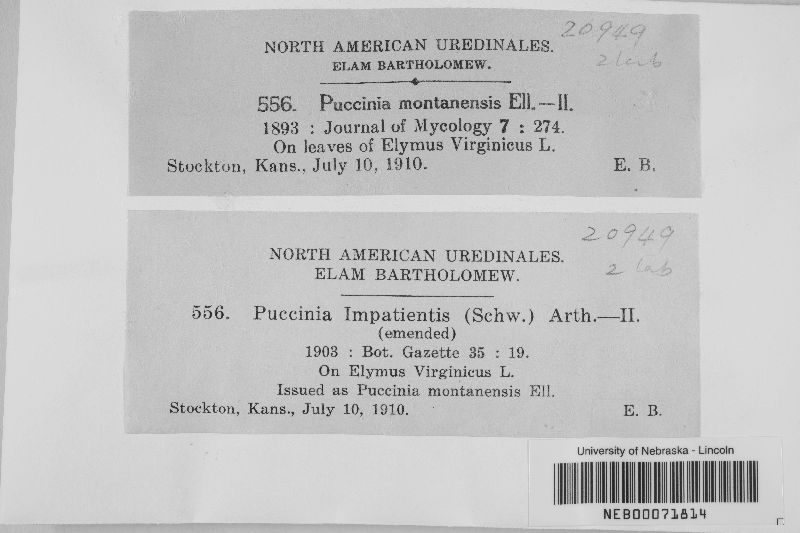 20949
2 lab
NORTH AMERICAN UREDINALES.
ELAM BARTHOLOMEW.
556. Puccinia montanensis Ell.—II.
1893 : Journal of Mycology 7 : 274.
On leaves of Elymus Virginicus L.
Stockton, Kans., July 10, 1910. E. B.
20949
2 lab
NORTH AMERICAN UREDINALES.
ELAM BARTHOLOMEW.
556. Puccinia Impatientis (Schw.) Arth.—II.
(emended)
1903 : Bot. Gazette 35 : 19.
On Elymus Virginicus L.
Issued as Puccinia montanensis Ell.
Stockton, Kans., July 10, 1910. E. B.
University of Nebraska - Lincoln
NEB00071814